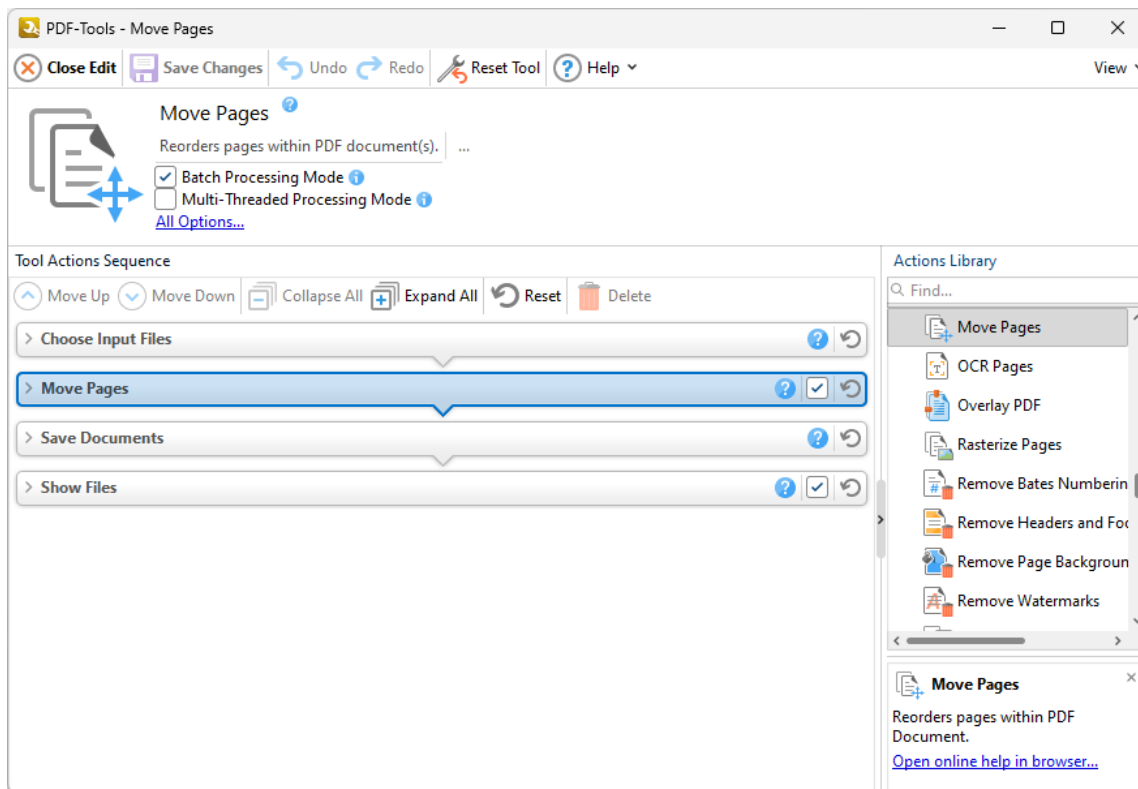 PDF-Tools - Move Pages
Close Edit Save Changes Undo Redo Reset Tool ? Help View
Move Pages ?
Reorders pages within PDF document(s). ...
Batch Processing Mode i
Multi-Threaded Processing Mode i
All Options...
Tool Actions Sequence
Move Up Move Down Collapse All Expand All Reset Delete
Choose Input Files ?
Move Pages ?
Save Documents ?
Show Files ?
Actions Library
Find...
Move Pages
OCR Pages
Overlay PDF
Rasterize Pages
Remove Bates Numberin
Remove Headers and Foo
Remove Page Backgroun
Remove Watermarks
Move Pages
Reorders pages within PDF
Document.
Open online help in browser...